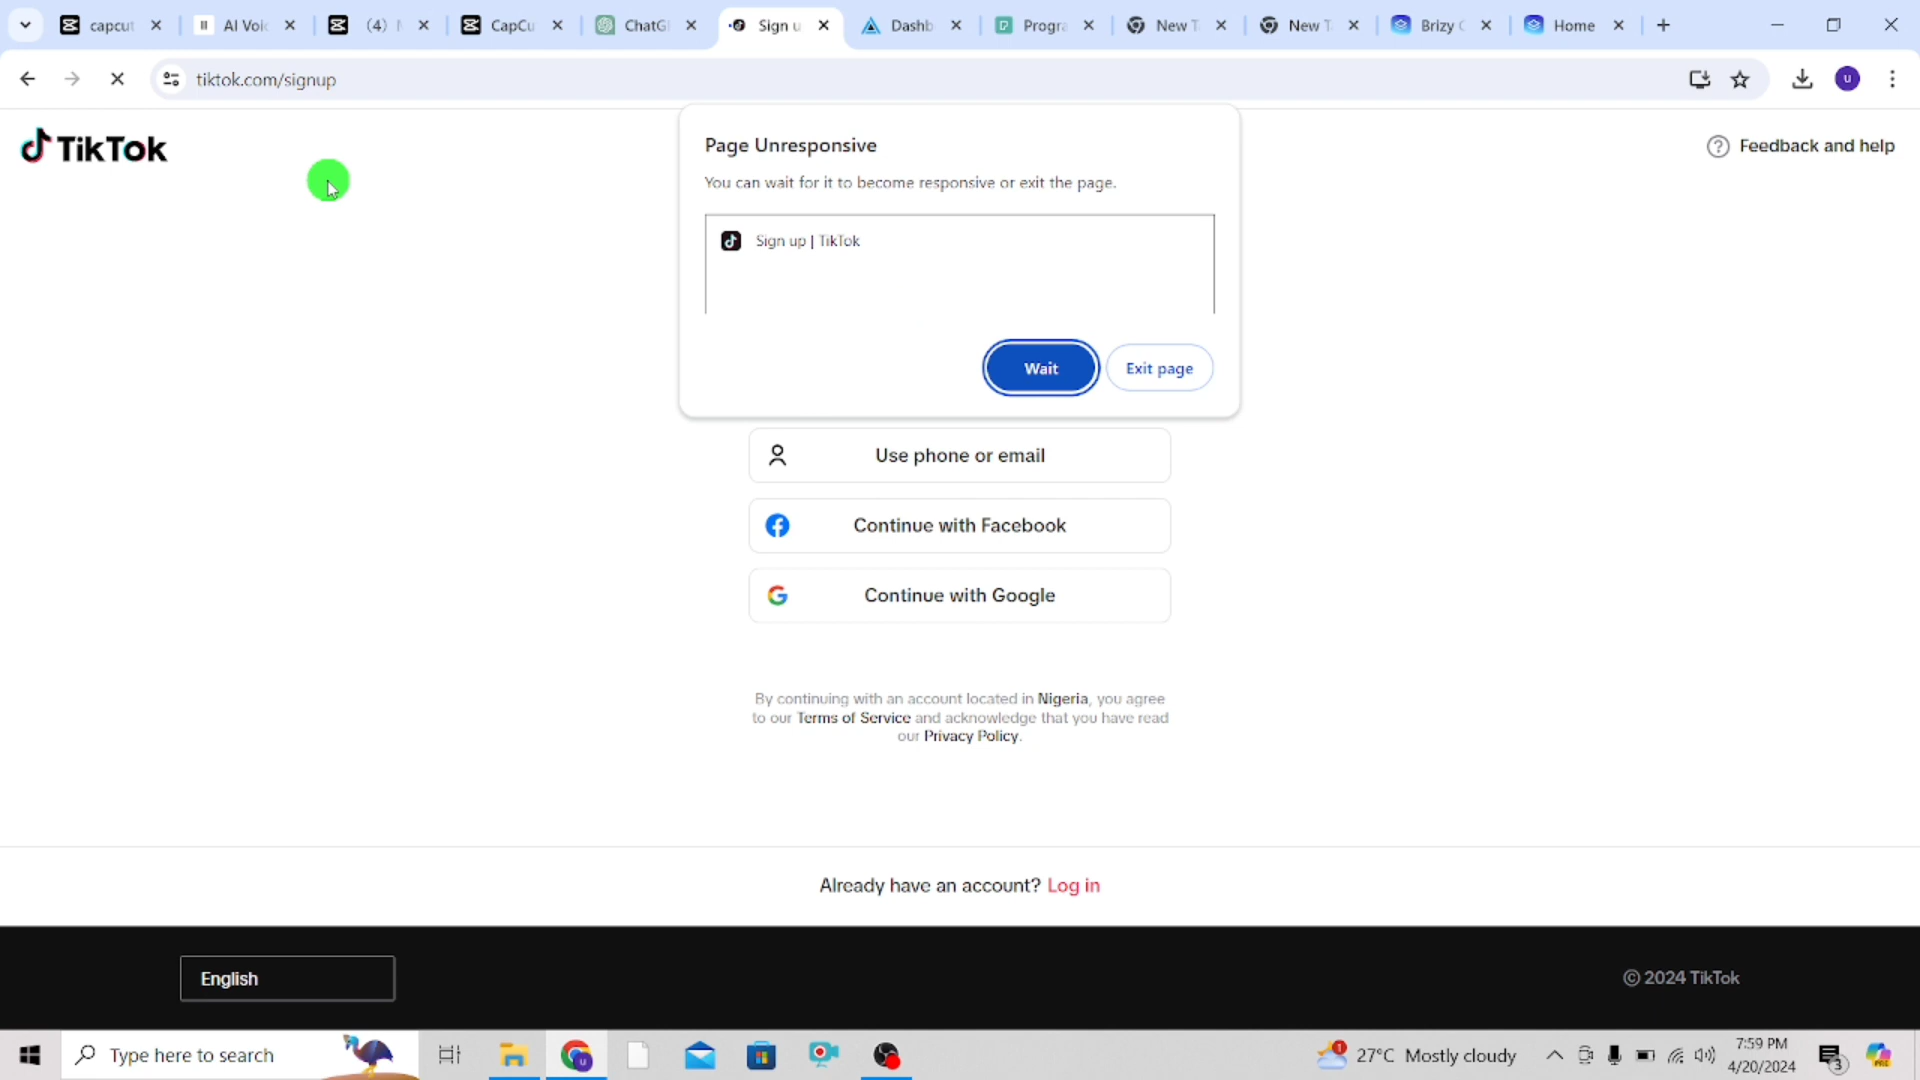 capcut
AI Voic
(4)
CapCu
ChatG
Sign u
Dashb
Progra
New T
New T
Brizy
Home
tiktok.com/signup
u
TikTok
Feedback and help
Page Unresponsive
You can wait for it to become responsive or exit the page.
Sign up | TikTok
Wait
Exit page
Use phone or email
Continue with Facebook
Continue with Google
By continuing with an account located in Nigeria, you agree
to our Terms of Service and acknowledge that you have read
our Privacy Policy.
Already have an account? Log in
English
© 2024 TikTok
Type here to search
27°C Mostly cloudy
7:59 PM
4/20/2024
3